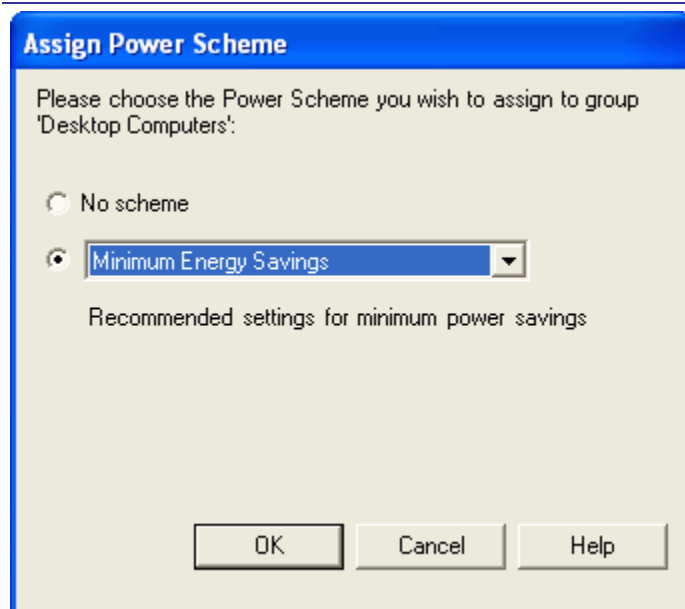 Assign Power Scheme
Please choose the Power Scheme you wish to assign to group
'Desktop Computers':
No scheme
Minimum Energy Savings
Recommended settings for minimum power savings
OK
Cancel
Help